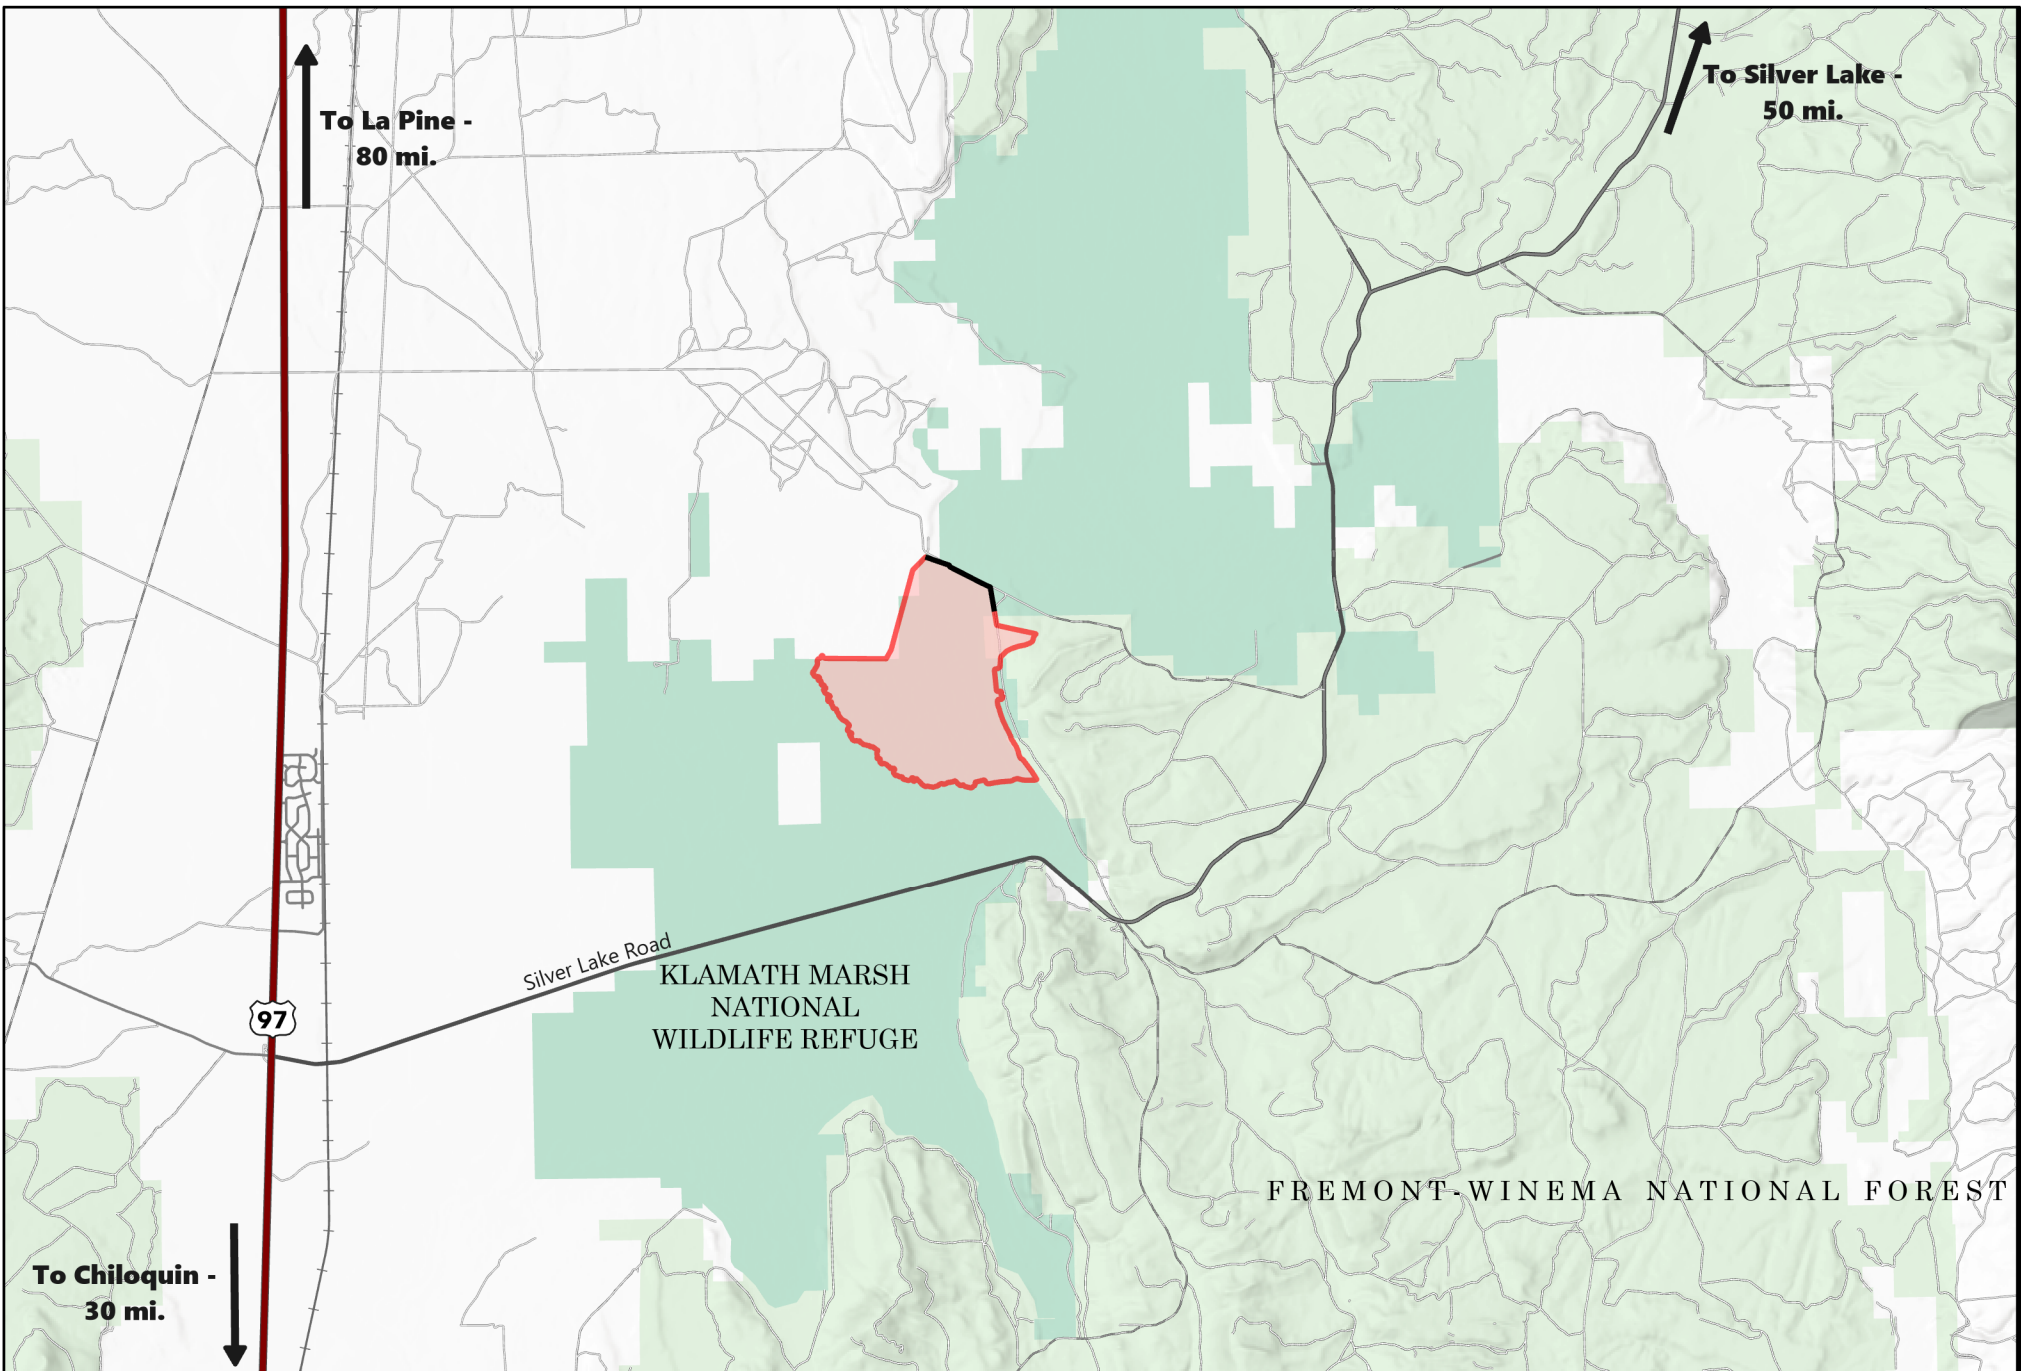 To La Pine -
80 mi.
To Silver Lake -
50 mi.
Silver Lake Road
KLAMATH MARSH
NATIONAL
WILDLIFE REFUGE
97
FREMONT-WINEMA NATIONAL FOREST
To Chiloquin -
30 mi.